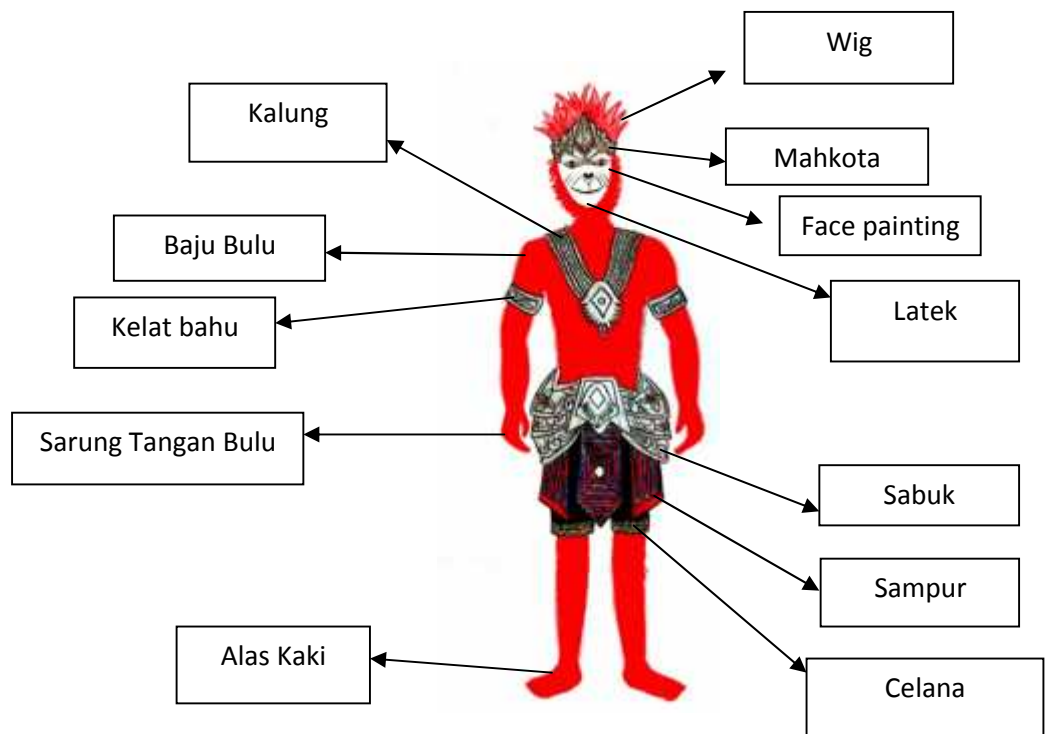 Wig
Kalung
Mahkota
Face painting
Baju Bulu
Latek
Kelat bahu
Sarung Tangan Bulu
Sabuk
Sampur
Alas Kaki
Celana